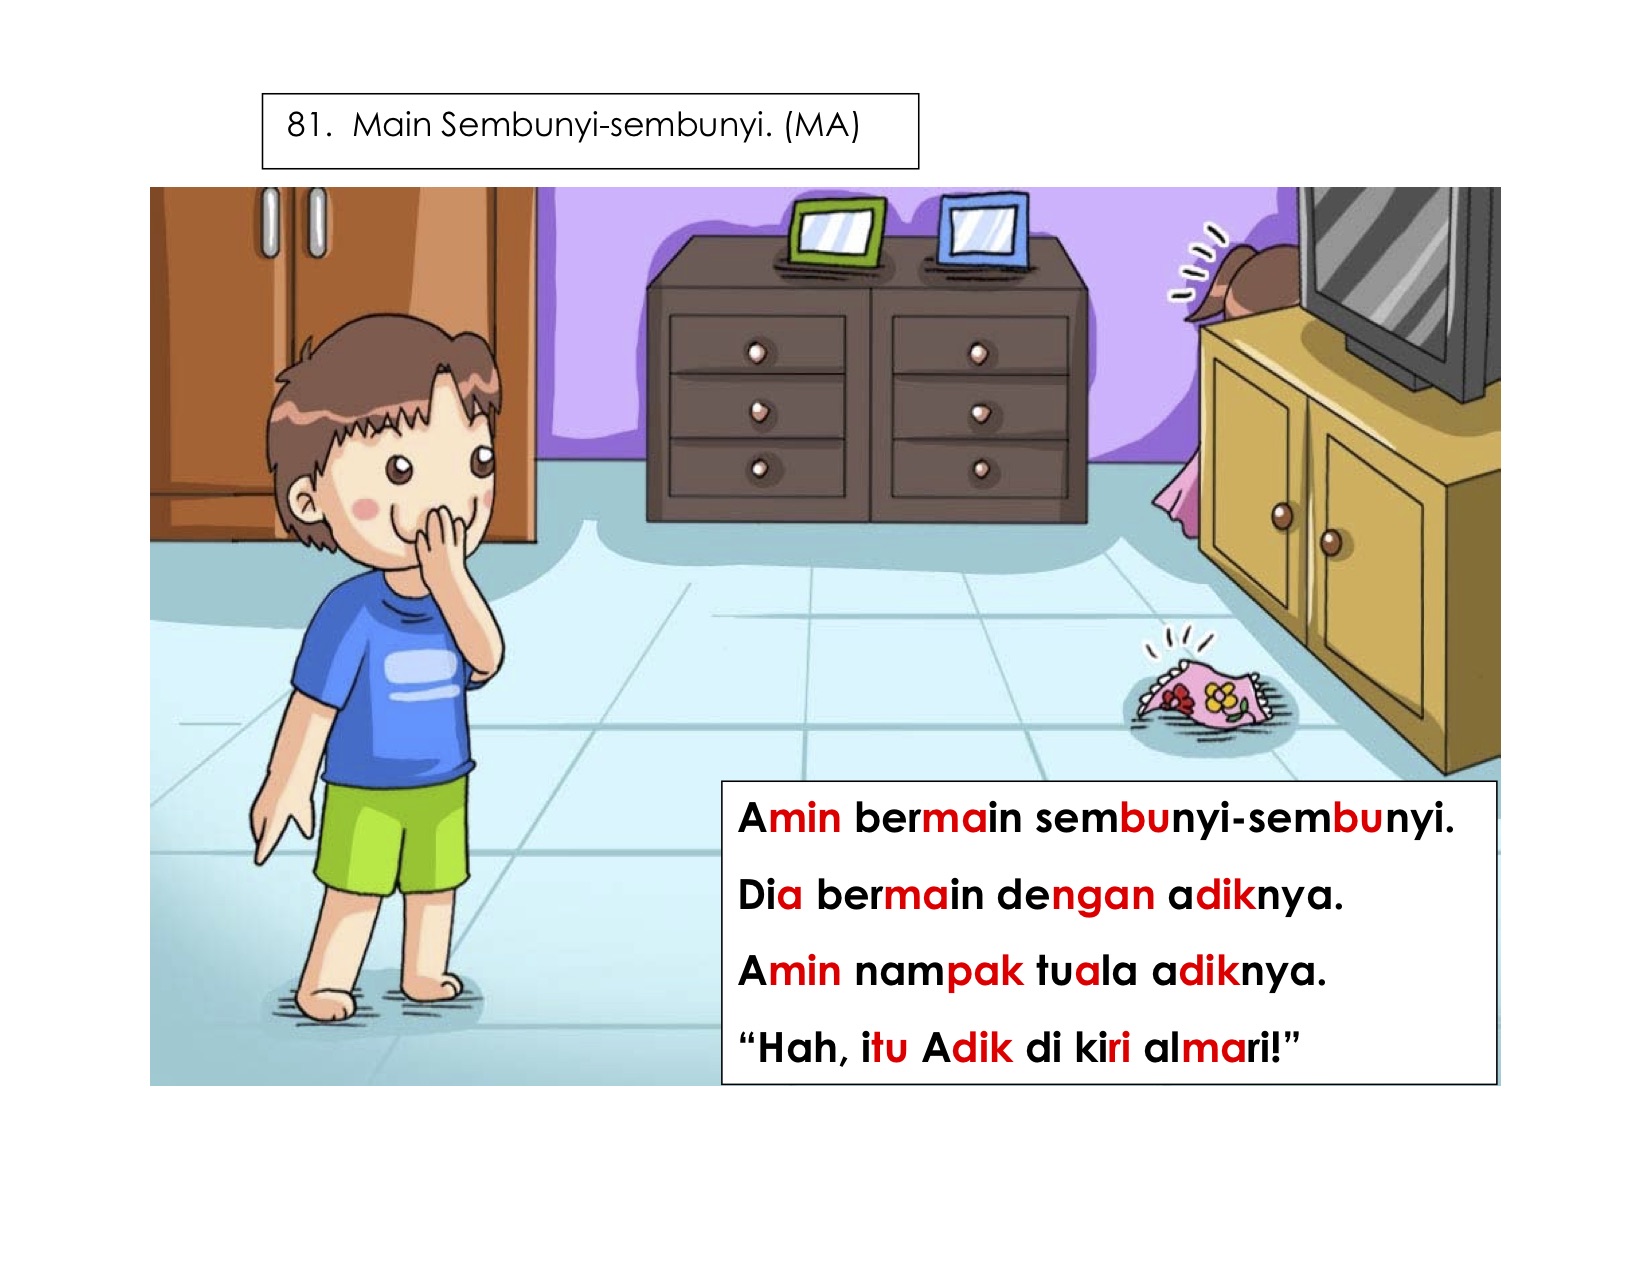 81. Main Sembunyi-sembunyi. (MA)
Amin bermain sembunyi-sembunyi.
Dia bermain dengan adiknya.
Amin nampak tuala adiknya.
“Hah, itu Adik di kiri almari!”